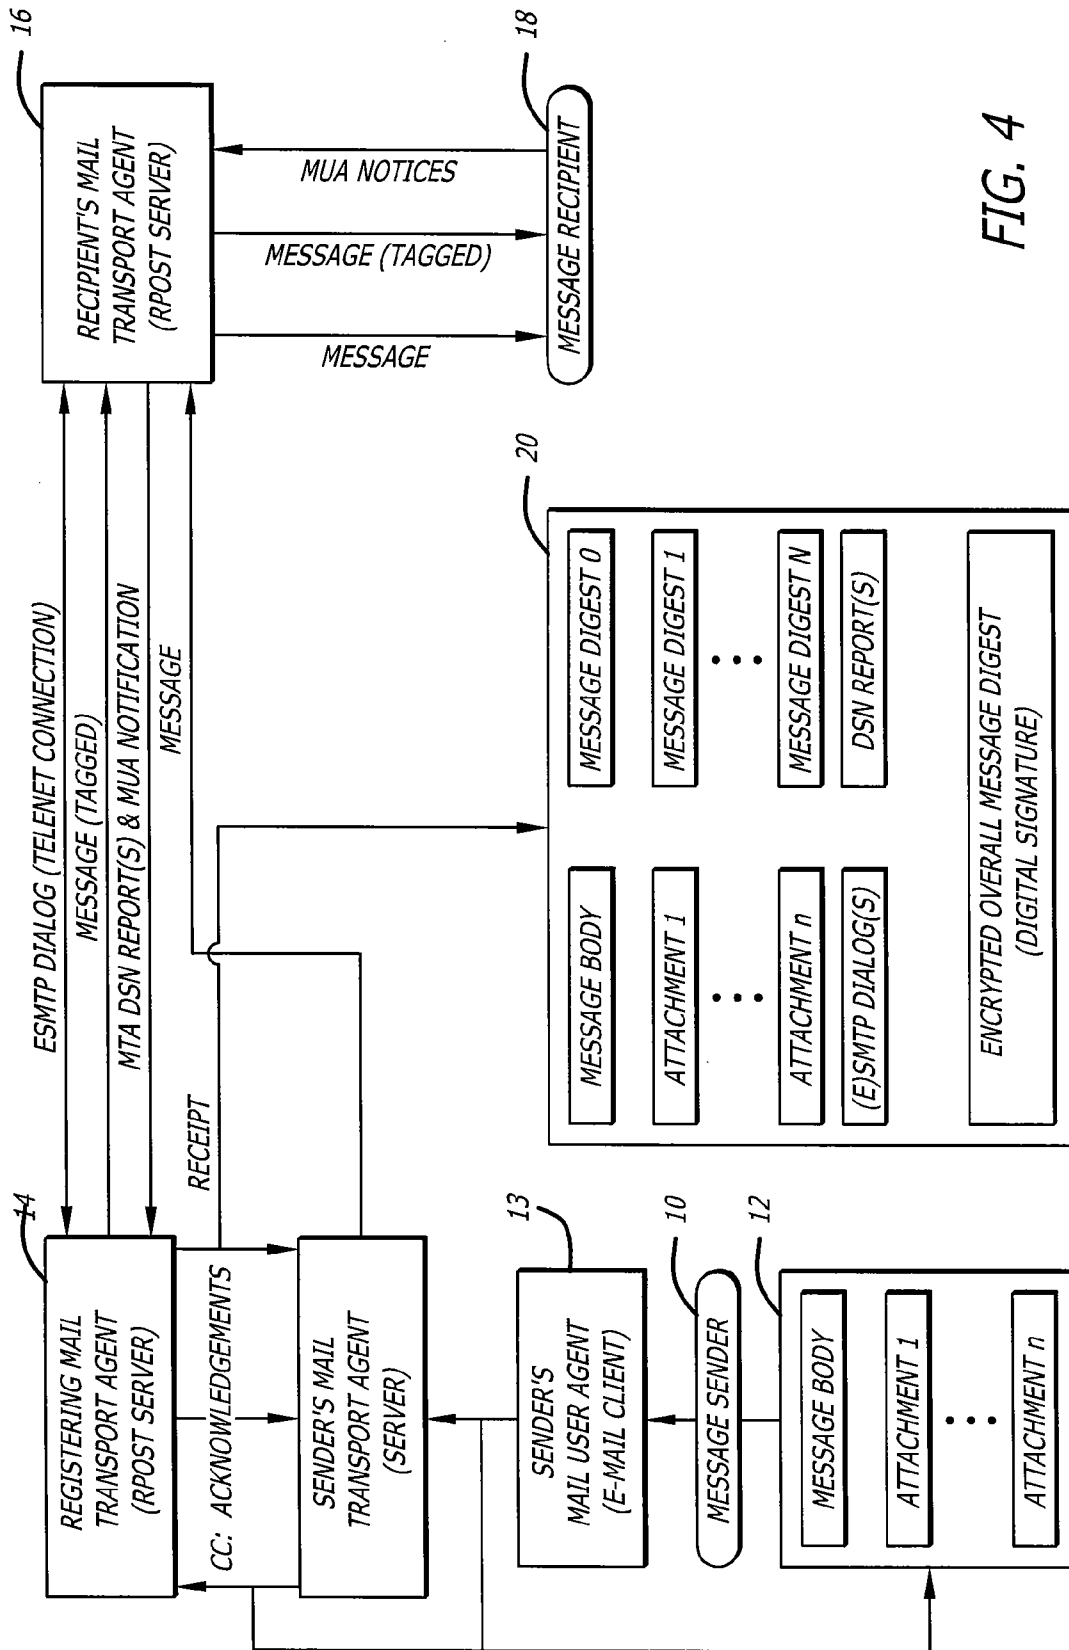 14
REGISTERING MAIL
TRANSPORT AGENT
(RPOST SERVER)
ESMTP DIALOG (TELENET CONNECTION)
MESSAGE (TAGGED)
MTA DSN REPORT(S) & MUA NOTIFICATION
MESSAGE
16
RECIPIENT'S MAIL
TRANSPORT AGENT
(RPOST SERVER)
CC: ACKNOWLEDGEMENTS
RECEIPT
SENDER'S MAIL
TRANSPORT AGENT
(SERVER)
MESSAGE
MESSAGE (TAGGED)
MUA NOTICES
13
SENDER'S
MAIL USER AGENT
(E-MAIL CLIENT)
18
MESSAGE RECIPIENT
10
MESSAGE SENDER
12
MESSAGE BODY
ATTACHMENT 1
ATTACHMENT n
20
MESSAGE BODY
MESSAGE DIGEST 0
ATTACHMENT 1
MESSAGE DIGEST 1
ATTACHMENT n
MESSAGE DIGEST N
(E)SMTP DIALOG(S)
DSN REPORT(S)
ENCRYPTED OVERALL MESSAGE DIGEST
(DIGITAL SIGNATURE)
FIG. 4